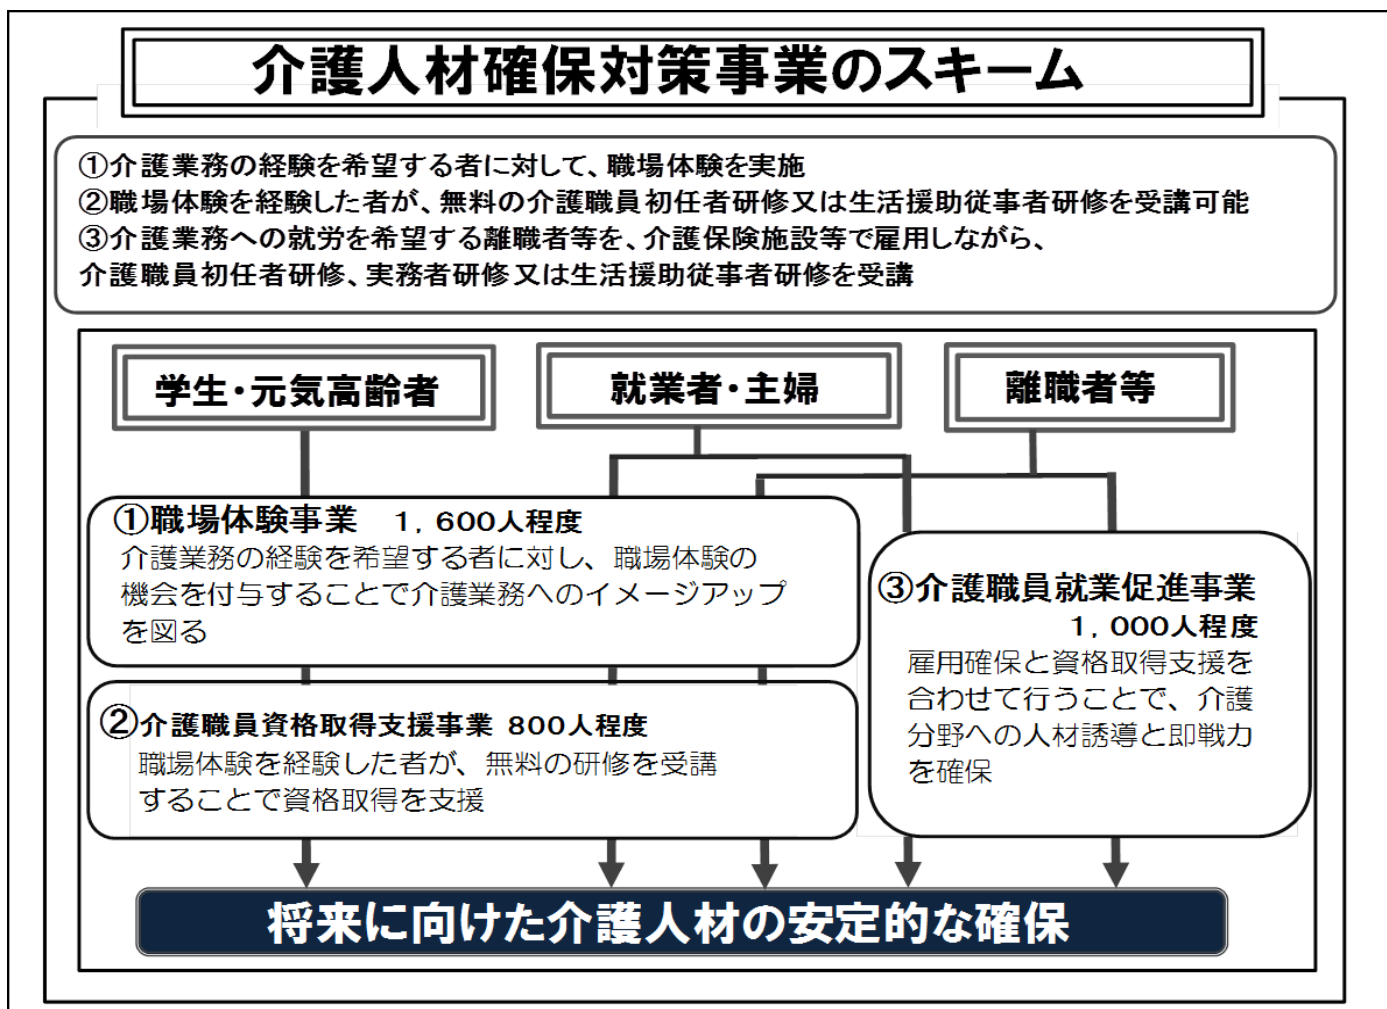 介護人材確保対策事業のスキーム
①介護業務の経験を希望する者に対して、職場体験を実施
②職場体験を経験した者が、無料の介護職員初任者研修又は生活援助従事者研修を受講可能
③介護業務への就労を希望する離職者等を、介護保険施設等で雇用しながら、
介護職員初任者研修、実務者研修又は生活援助従事者研修を受講
学生・元気高齢者
就業者・主婦
離職者等
①職場体験事業　1，600人程度
介護業務の経験を希望する者に対し、職場体験の
機会を付与することで介護業務へのイメージアップ
を図る
②介護職員資格取得支援事業 800人程度
職場体験を経験した者が、無料の研修を受講
することで資格取得を支援
③介護職員就業促進事業
1，000人程度
雇用確保と資格取得支援を
合わせて行うことで、介護
分野への人材誘導と即戦力
を確保
将来に向けた介護人材の安定的な確保